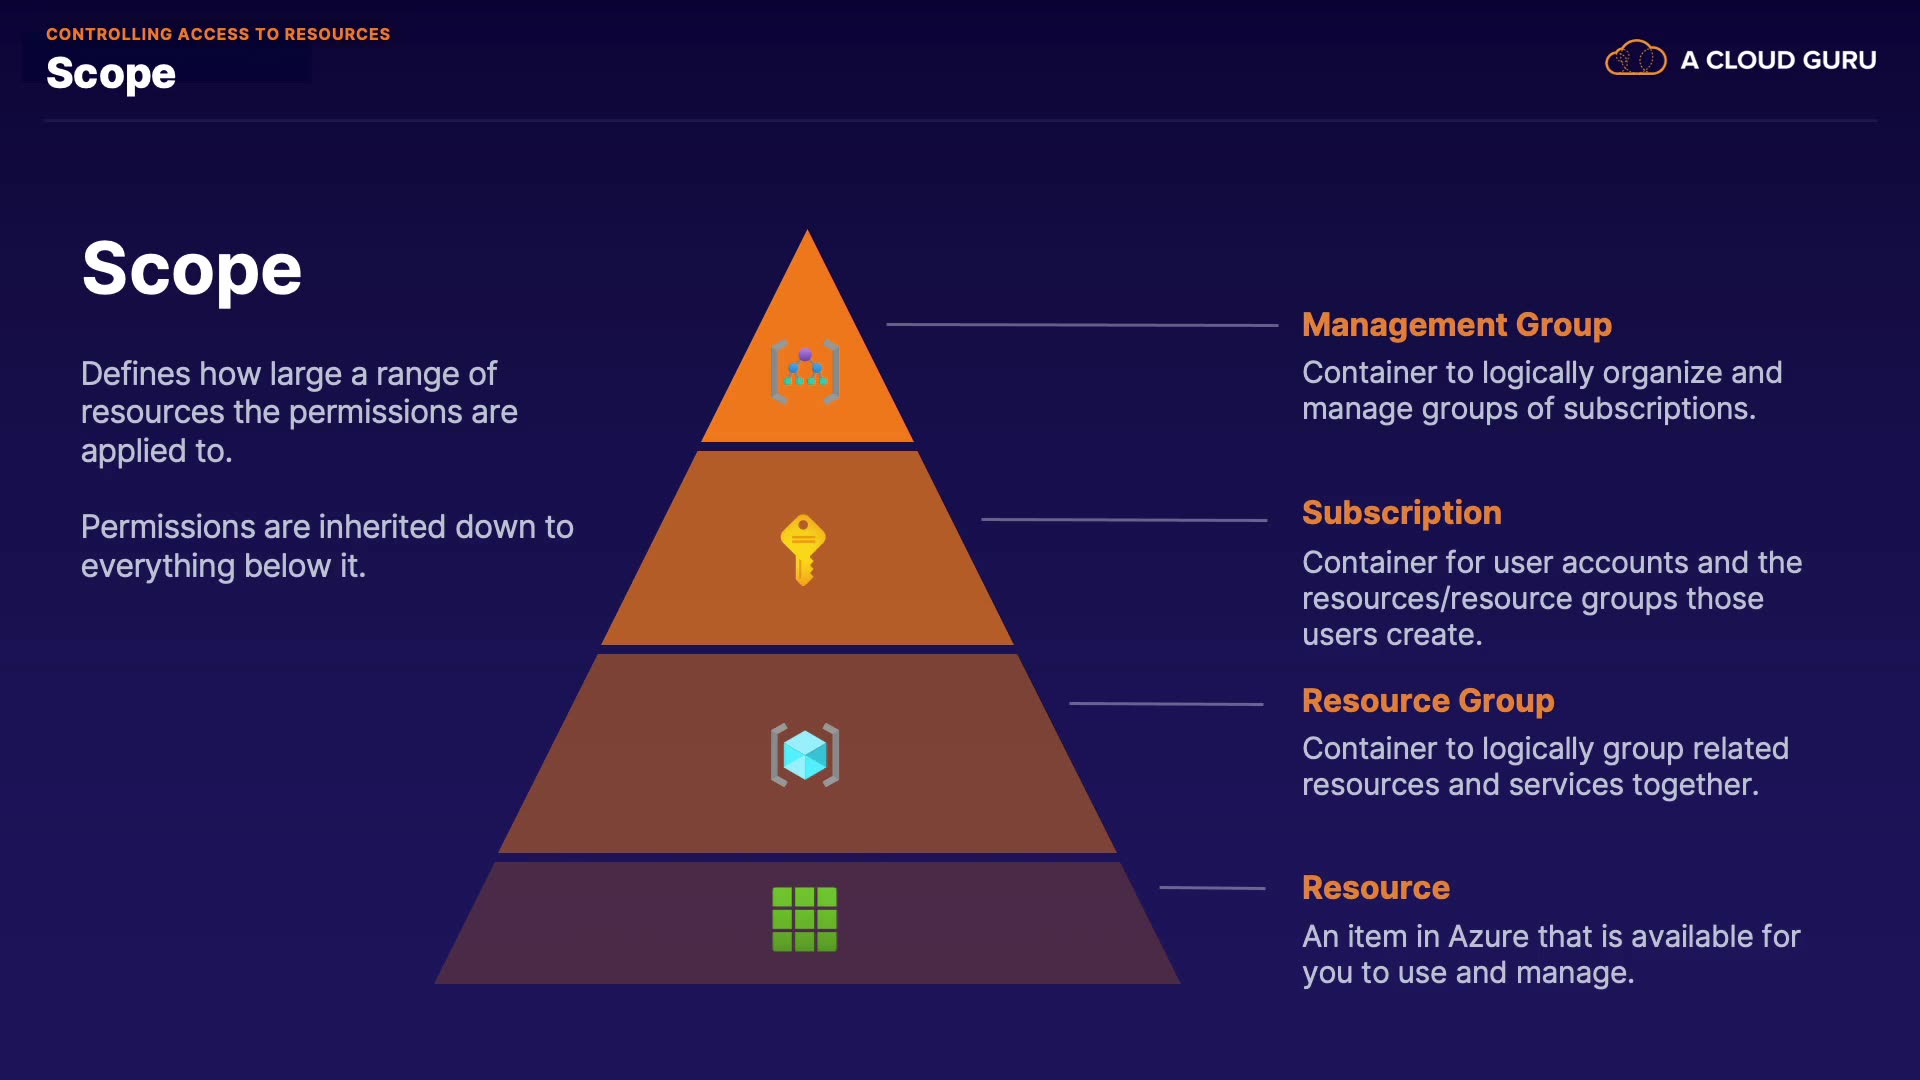 CONTROLLING ACCESS TO RESOURCES
Scope
A CLOUD GURU
Scope
Defines how large a range of
resources the permissions are
applied to.
Permissions are inherited down to
everything below it.
Management Group
Container to logically organize and
manage groups of subscriptions.
Subscription
Container for user accounts and the
resources/resource groups those
users create.
Resource Group
Container to logically group related
resources and services together.
Resource
An item in Azure that is available for
you to use and manage.